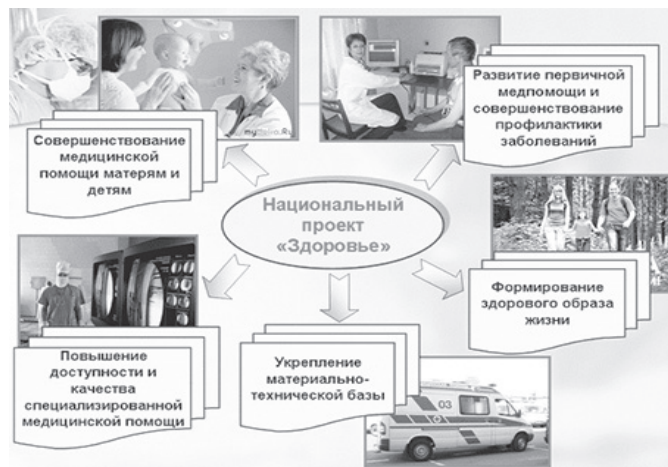 Совершенствование
медицинской
помощи матерям и
детям
Развитие первичной
медпомощи и
совершенствование
профилактики
заболеваний
Национальный
проект
«Здоровье»
Формирование
здорового образа
жизни
Повышение
доступности и
качества
специализированной
медицинской помощи
Укрепление
материально-
технической базы
03